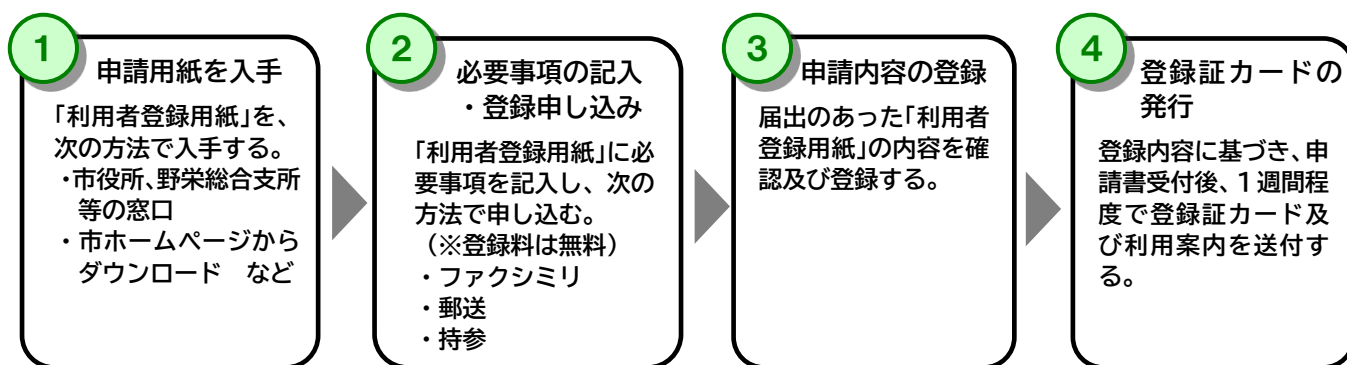 1
申請用紙を入手
「利用者登録用紙」を、
次の方法で入手する。
・市役所、野栄総合支所
等の窓口
・市ホームページから
ダウンロード　など
2
必要事項の記入
・登録申し込み
「利用者登録用紙」に必
要事項を記入し、次の
方法で申し込む。
（※登録料は無料）
・ファクシミリ
・郵送
・持参
3
申請内容の登録
届出のあった「利用者
登録用紙」の内容を確
認及び登録する。
4
登録証カードの
発行
登録内容に基づき、申
請書受付後、１週間程
度で登録証カード及
び利用案内を送付す
る。